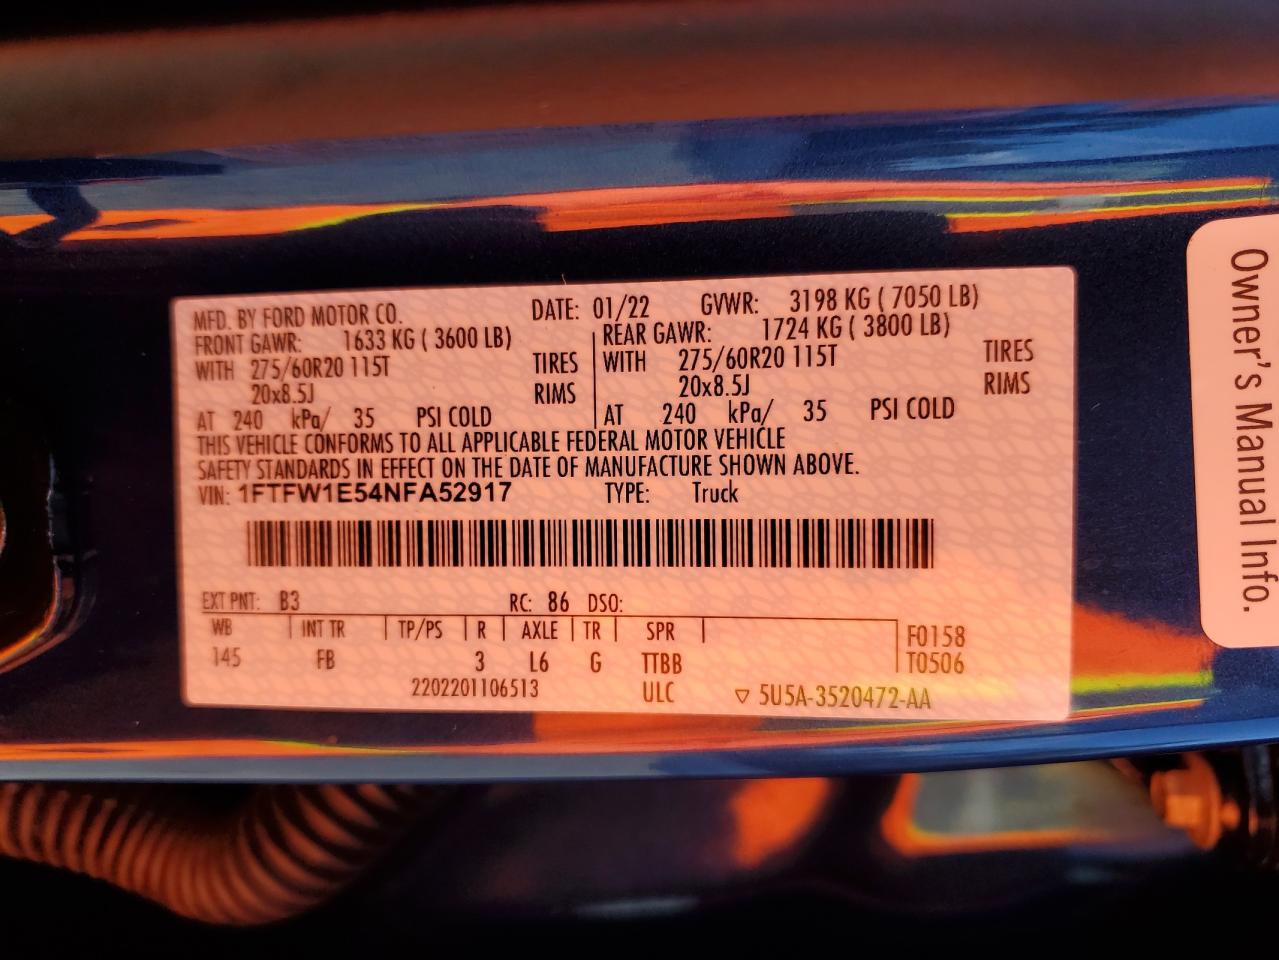 MFD. BY FORD MOTOR CO. DATE: 01/22 GVWR: 3198 KG ( 7050 LB)
FRONT GAWR: 1633 KG ( 3600 LB) REAR GAWR: 1724 KG ( 3800 LB)
WITH 275/60R20 115T TIRES WITH 275/60R20 115T TIRES
20x8.5J RIMS 20x8.5J RIMS
AT 240 kPa/ 35 PSI COLD AT 240 kPa/ 35 PSI COLD
THIS VEHICLE CONFORMS TO ALL APPLICABLE FEDERAL MOTOR VEHICLE
SAFETY STANDARDS IN EFFECT ON THE DATE OF MANUFACTURE SHOWN ABOVE.
VIN: 1FTFW1E54NFA52917 TYPE: Truck
EXT PNT: B3 RC: 86 DSO:
WB INT TR TP/PS R AXLE TR SPR F0158
145 FB 3 L6 G TTBB T0506
2202201106513 ULC ▽ 5U5A-3520472-AA
Owner's Manual Info.